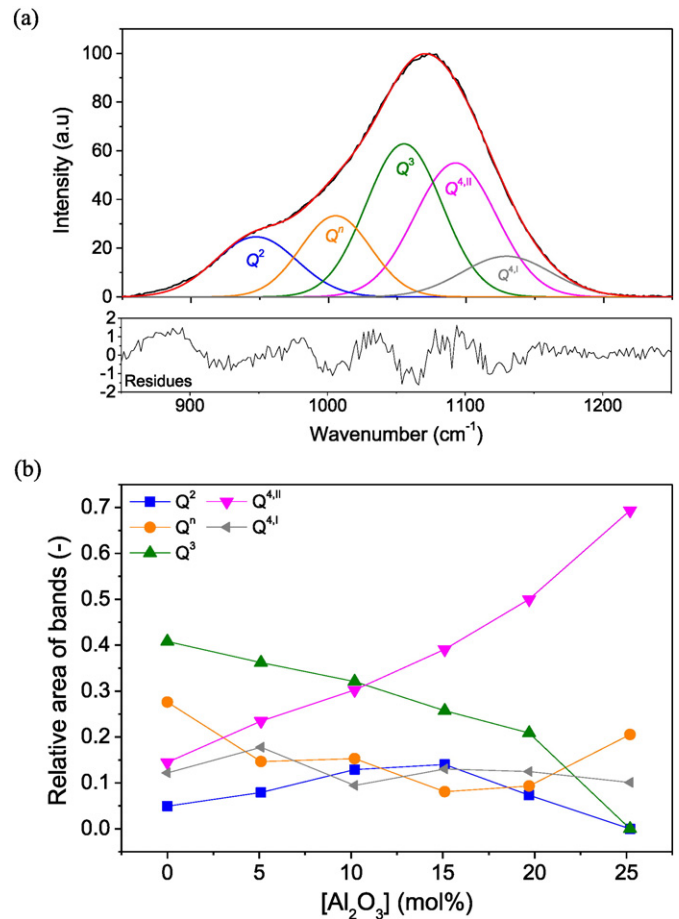 (a)
100
80
60
40
20
0
Intensity (a.u)
Q²
Qⁿ
Q³
Q⁴,ᴵᴵ
Q⁴,ᴵ
2
1
0
-1
-2
Residues
900 1000 1100 1200
Wavenumber (cm⁻¹)
(b)
Q² Q⁴,ᴵᴵ
Qⁿ Q⁴,ᴵ
Q³
0.7
0.6
0.5
0.4
0.3
0.2
0.1
0.0
Relative area of bands (-)
0 5 10 15 20 25
[Al₂O₃] (mol%)